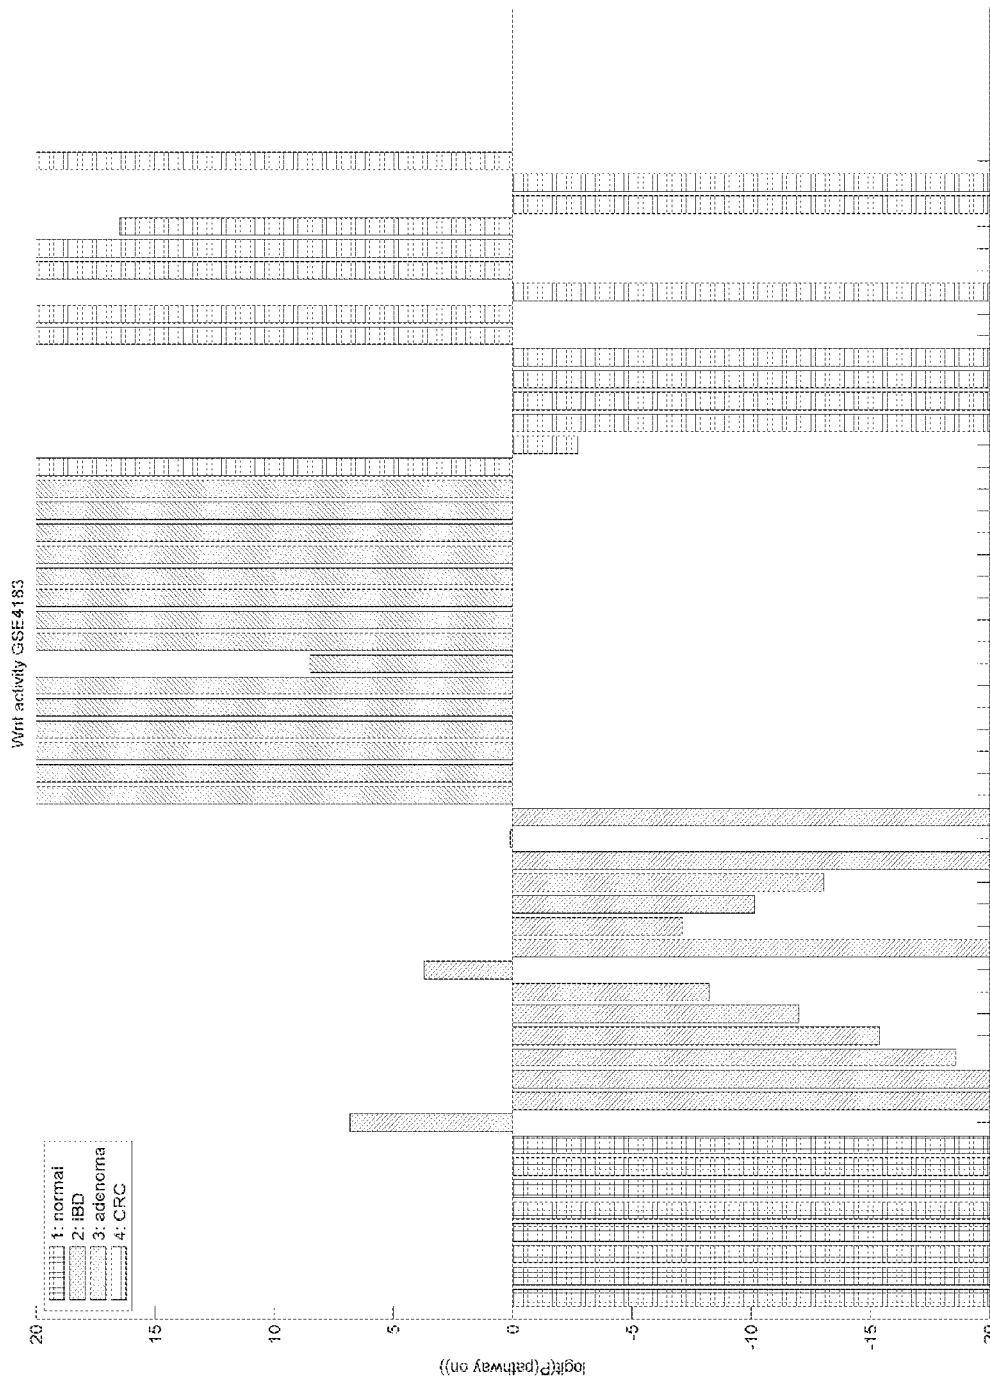 Wnt activity GSE4183
1: normal
2: IBD
3: adenoma
4: CRC
20
15
10
5
0
-5
-10
-15
-20
logit(P(pathway on))